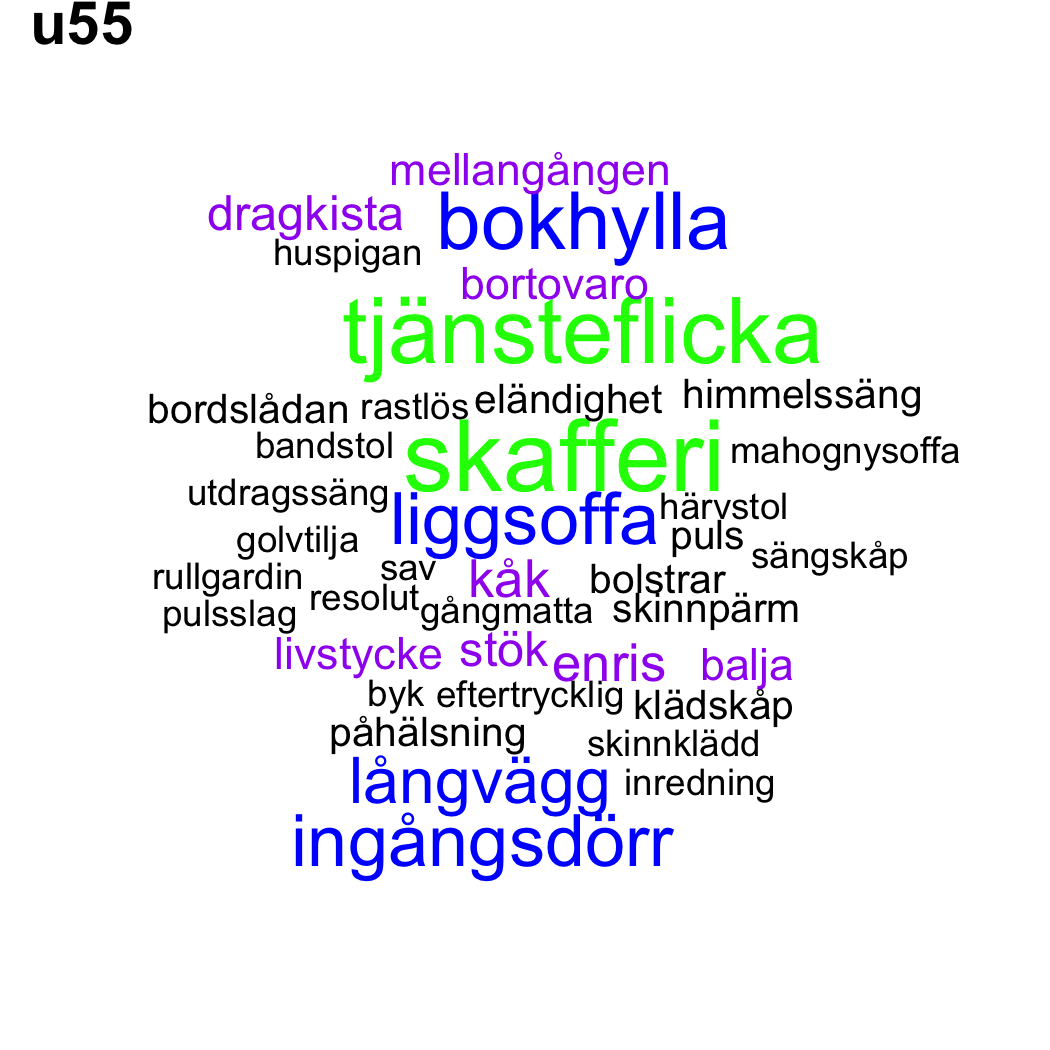 u55
mellangången
dragkista bokhylla
huspigan
bortovaro
tjänsteflicka
bordslådan rastlös eländighet himmelssäng
bandstol skafferi mahognysoffa
utdragssäng liggsoffa härvstol
golvtilja puls sängskåp
rullgardin sav kåk bolstrar
pulsslag resolut gångmatta skinnpärm
livstycke stök enris balja
byk eftertrycklig klädskåp
påhälsning skinnklädd
långvägg inredning
ingångsdörr